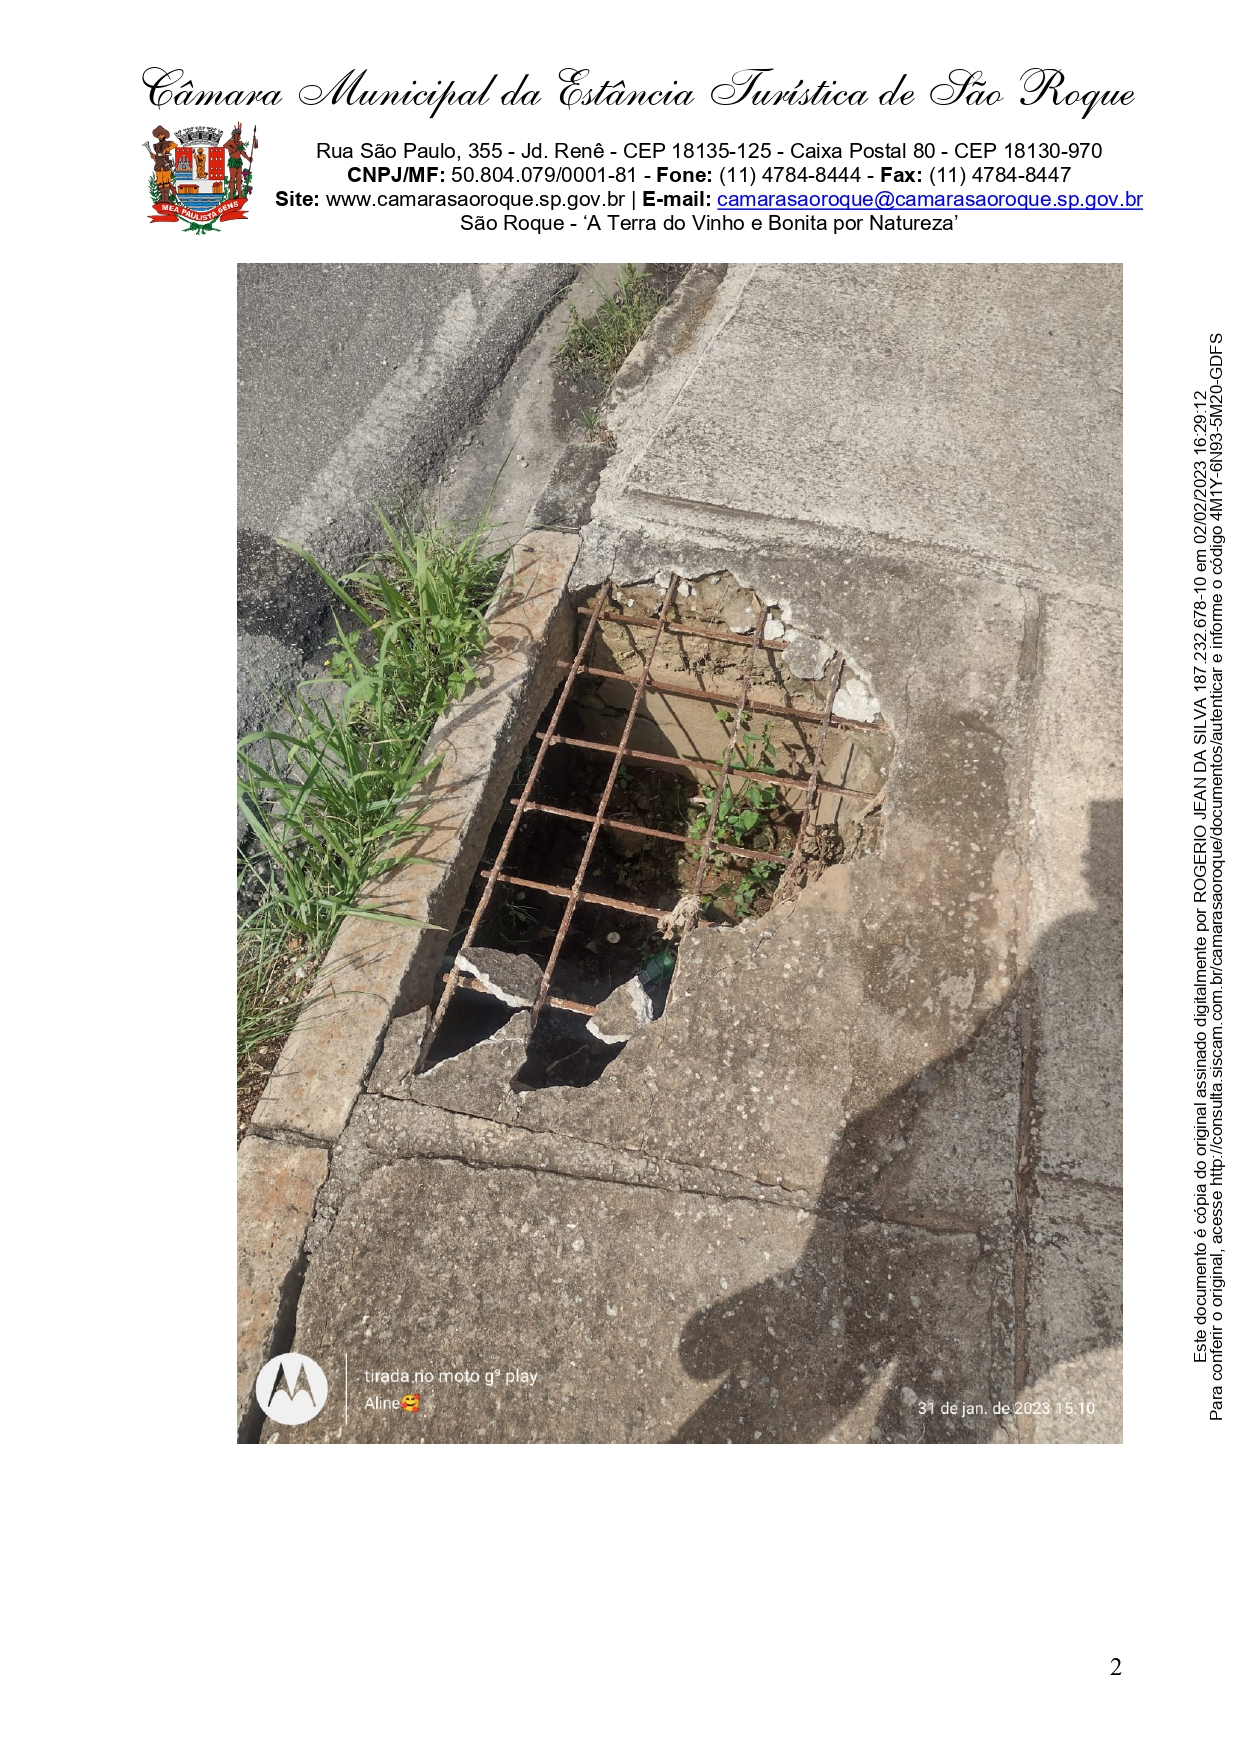 Câmara Municipal da Estância Turística de São Roque
Rua São Paulo, 355 - Jd. Renê - CEP 18135-125 - Caixa Postal 80 - CEP 18130-970
CNPJ/MF: 50.804.079/0001-81 - Fone: (11) 4784-8444 - Fax: (11) 4784-8447
Site: www.camarasaoroque.sp.gov.br | E-mail: camarasaoroque@camarasaoroque.sp.gov.br
São Roque - ‘A Terra do Vinho e Bonita por Natureza’
MEA PAULISTA GENS
tirada no moto g⁹ play
Aline🥰
31 de jan. de 2023 15:10
Este documento é cópia do original assinado digitalmente por ROGERIO JEAN DA SILVA 187.232.678-10 em 02/02/2023 16:29:12
Para conferir o original, acesse http://consulta.siscam.com.br/camarasaoroque/documentos/autenticar e informe o código 4M1Y-6N93-5M20-GDFS
2